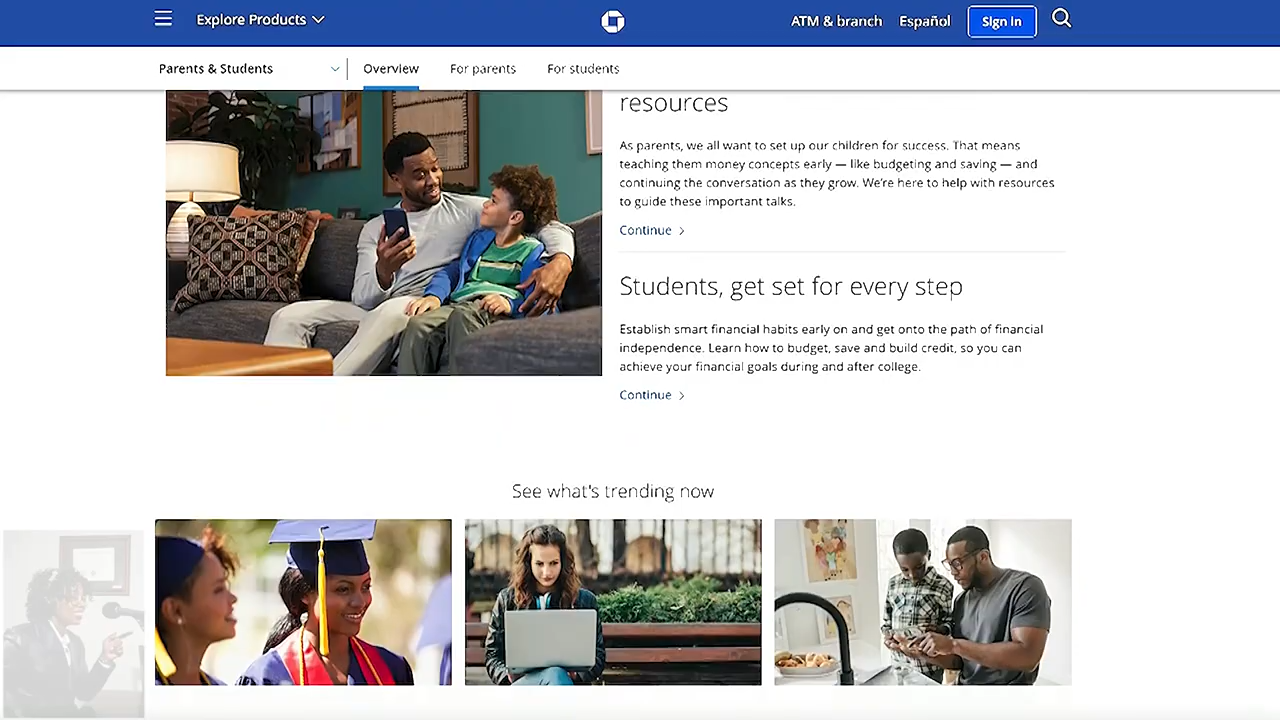 Explore Products
ATM & branch
Español
Sign in
Parents & Students
Overview
For parents
For students
resources
As parents, we all want to set up our children for success. That means
teaching them money concepts early — like budgeting and saving — and
continuing the conversation as they grow. We're here to help with resources
to guide these important talks.
Continue
Students, get set for every step
Establish smart financial habits early on and get onto the path of financial
independence. Learn how to budget, save and build credit, so you can
achieve your financial goals during and after college.
Continue
See what's trending now